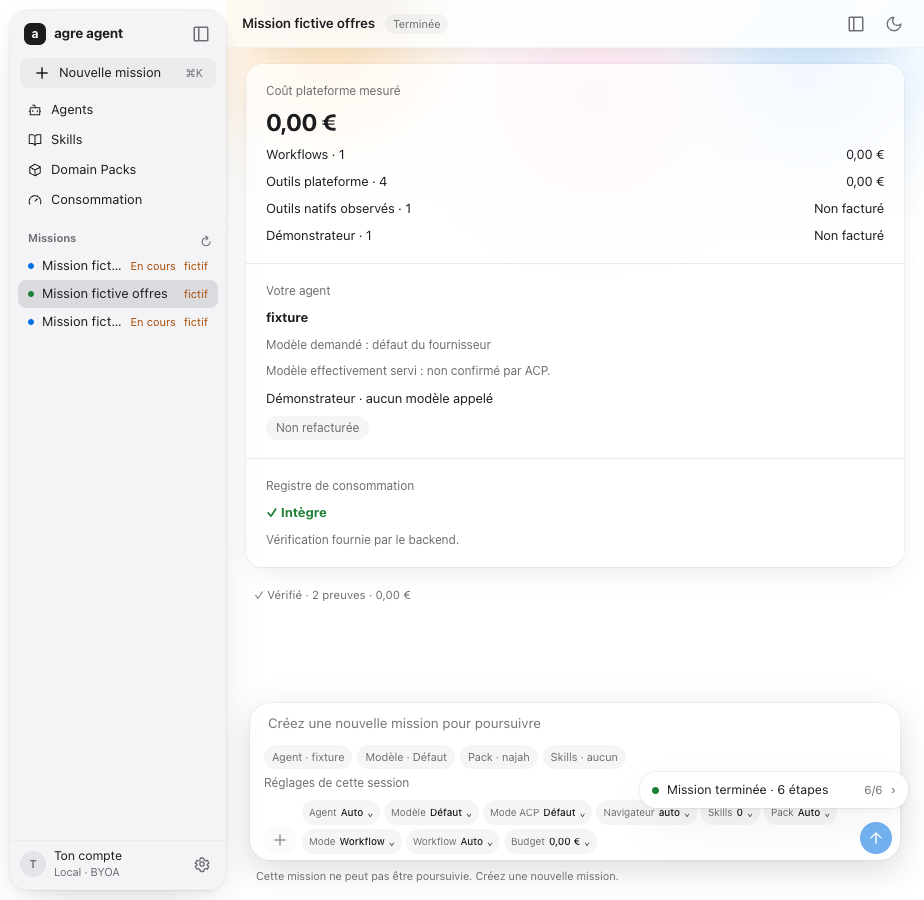 a agre agent
Nouvelle mission ⌘K
Agents
Skills
Domain Packs
Consommation
Missions
Mission fict... En cours fictif
Mission fictive offres fictif
Mission fict... En cours fictif
T
Ton compte
Local · BYOA
Mission fictive offres Terminée
Coût plateforme mesuré
0,00 €
Workflows · 1 0,00 €
Outils plateforme · 4 0,00 €
Outils natifs observés · 1 Non facturé
Démonstrateur · 1 Non facturé
Votre agent
fixture
Modèle demandé : défaut du fournisseur
Modèle effectivement servi : non confirmé par ACP.
Démonstrateur · aucun modèle appelé
Non refacturée
Registre de consommation
✓ Intègre
Vérification fournie par le backend.
✓ Vérifié · 2 preuves · 0,00 €
Créez une nouvelle mission pour poursuivre
Agent · fixture Modèle · Défaut Pack · najah Skills · aucun
Réglages de cette session
Mission terminée · 6 étapes 6/6 ›
Agent Auto Modèle Défaut Mode ACP Défaut Navigateur auto Skills 0 Pack Auto
Mode Workflow Workflow Auto Budget 0,00 €
Cette mission ne peut pas être poursuivie. Créez une nouvelle mission.